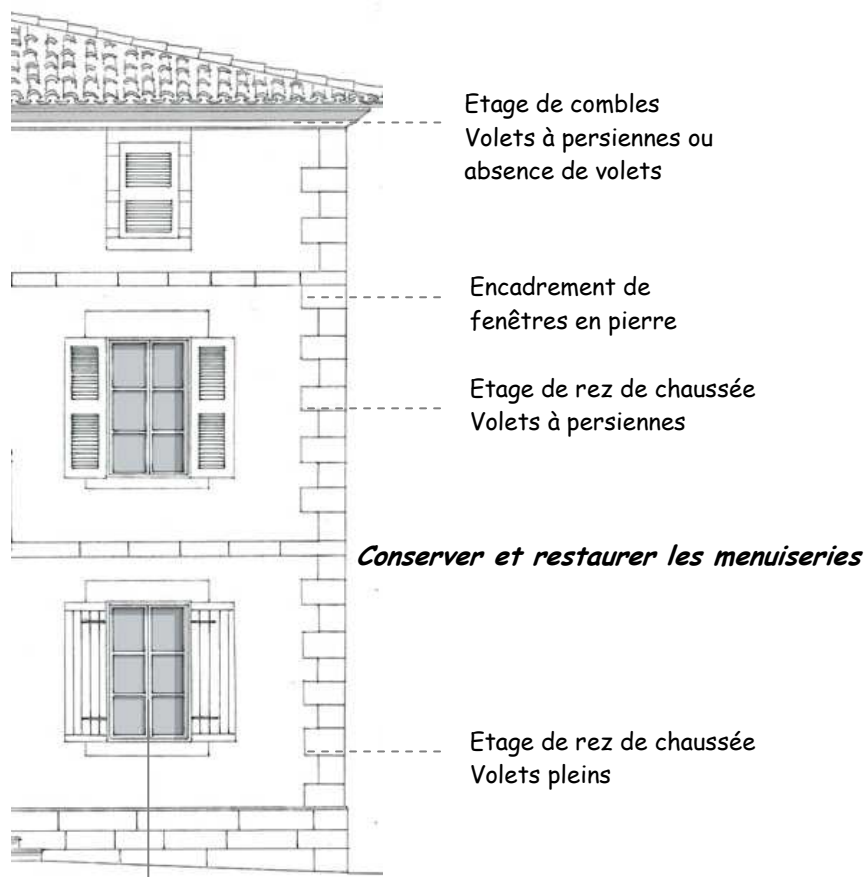 Etage de combles
Volets à persiennes ou
absence de volets
Encadrement de
fenêtres en pierre
Etage de rez de chaussée
Volets à persiennes
Conserver et restaurer les menuiseries
Etage de rez de chaussée
Volets pleins